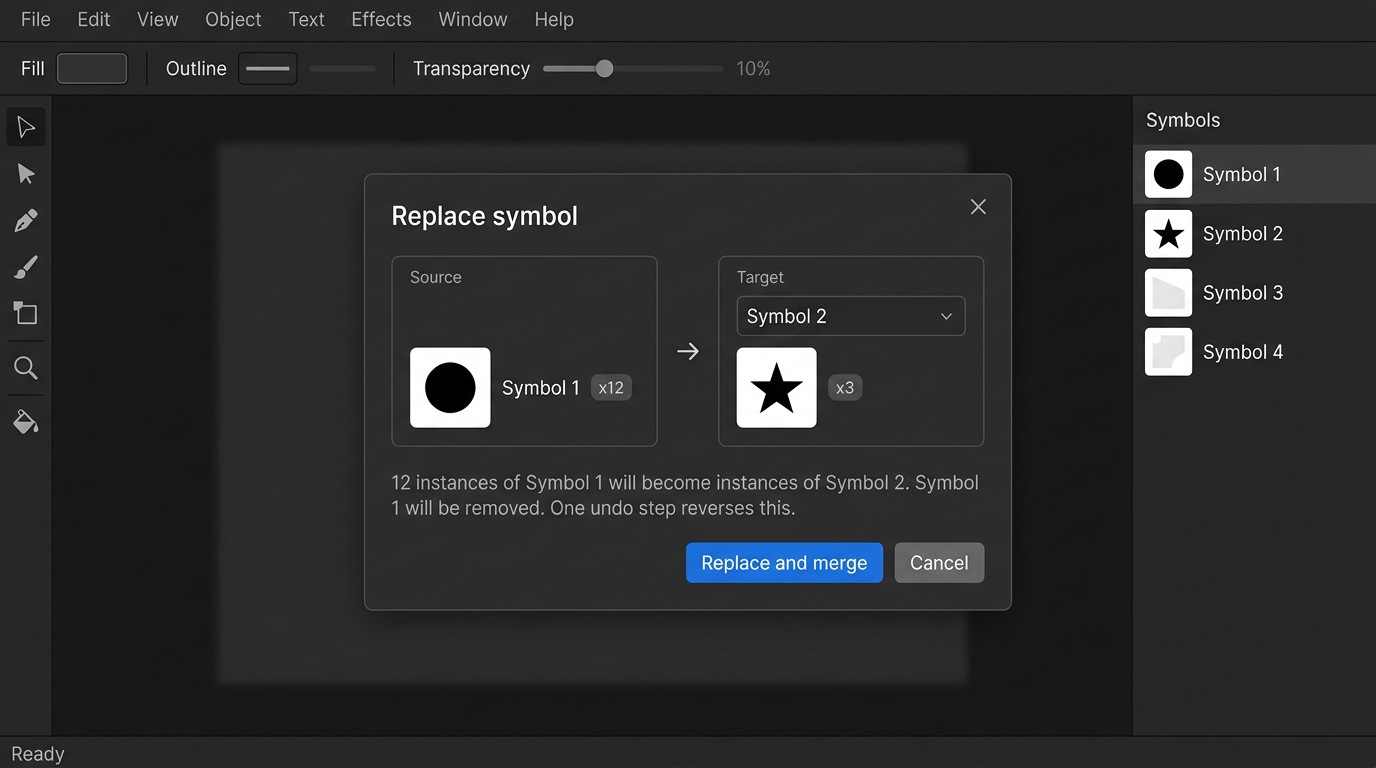 File Edit View Object Text Effects Window Help
Fill Outline Transparency 10%
Symbols
Symbol 1
Symbol 2
Symbol 3
Symbol 4
Replace symbol
Source
Symbol 1 x12
Target
Symbol 2
x3
12 instances of Symbol 1 will become instances of Symbol 2. Symbol
1 will be removed. One undo step reverses this.
Replace and merge Cancel
Ready